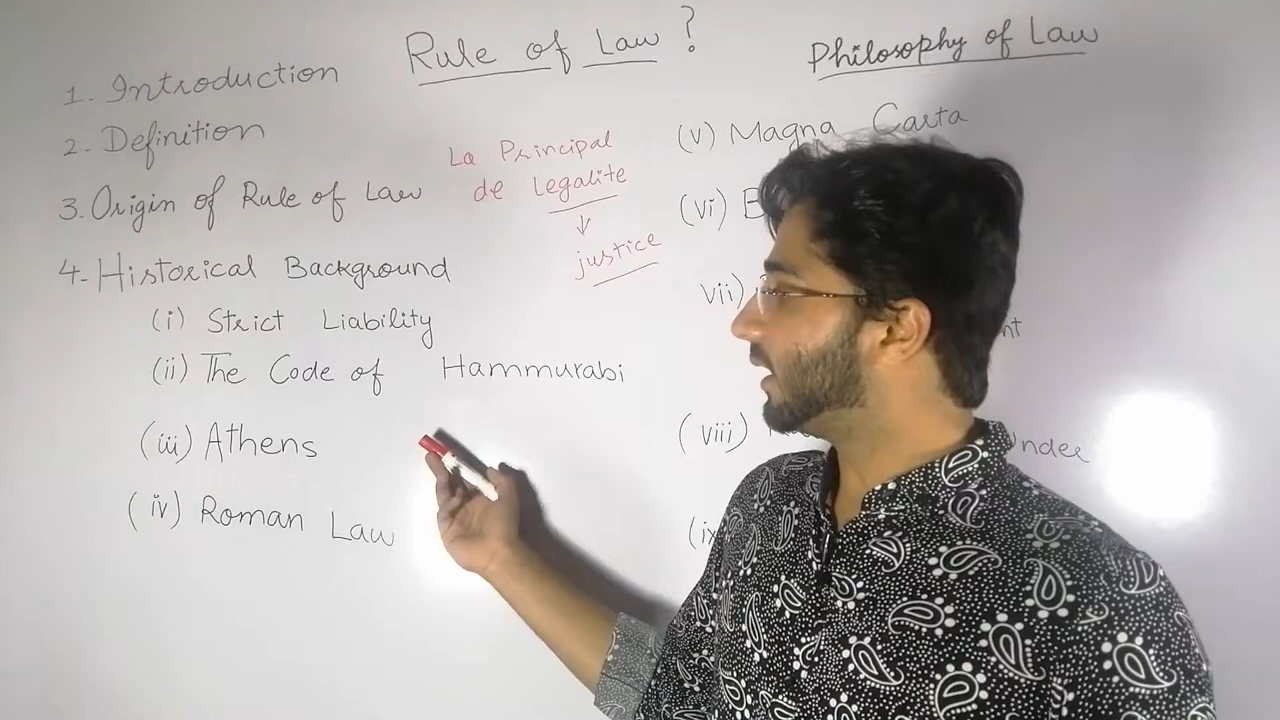 Rule of Law ?
Philosophy of Law
1. Introduction
2. Definition
3. Origin of Rule of Law
La Principal
de legalite
justice
4. Historical Background
(i) Strict Liability
(ii) The Code of Hammurabi
(iii) Athens
(iv) Roman Law
(v) Magna Carta
(vi)
vii)
(viii)